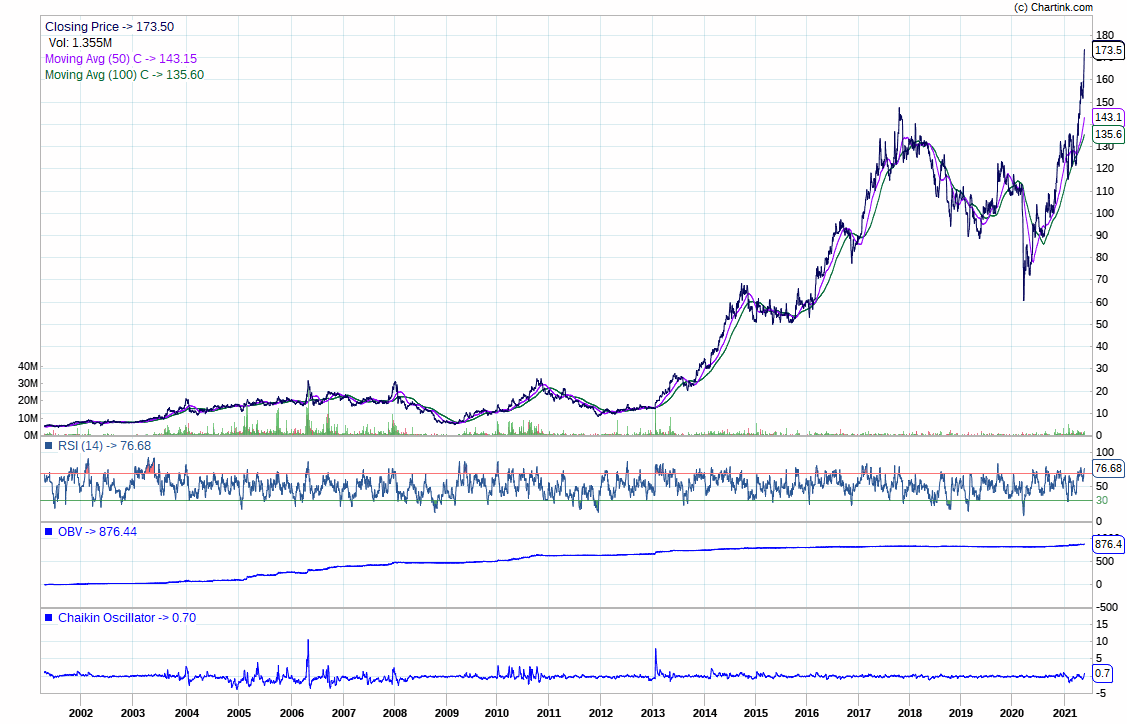 (c) Chartink.com
Closing Price -> 173.50
Vol: 1.355M
Moving Avg (50) C -> 143.15
Moving Avg (100) C -> 135.60
180
173.5
160
150
143.1
135.6
130
120
110
100
90
80
70
60
50
40
30
20
10
0
40M
30M
20M
10M
0M
RSI (14) -> 76.68
100
76.68
50
30
0
OBV -> 876.44
876.4
500
0
-500
Chaikin Oscillator -> 0.70
15
10
5
0.7
-5
2002 2003 2004 2005 2006 2007 2008 2009 2010 2011 2012 2013 2014 2015 2016 2017 2018 2019 2020 2021